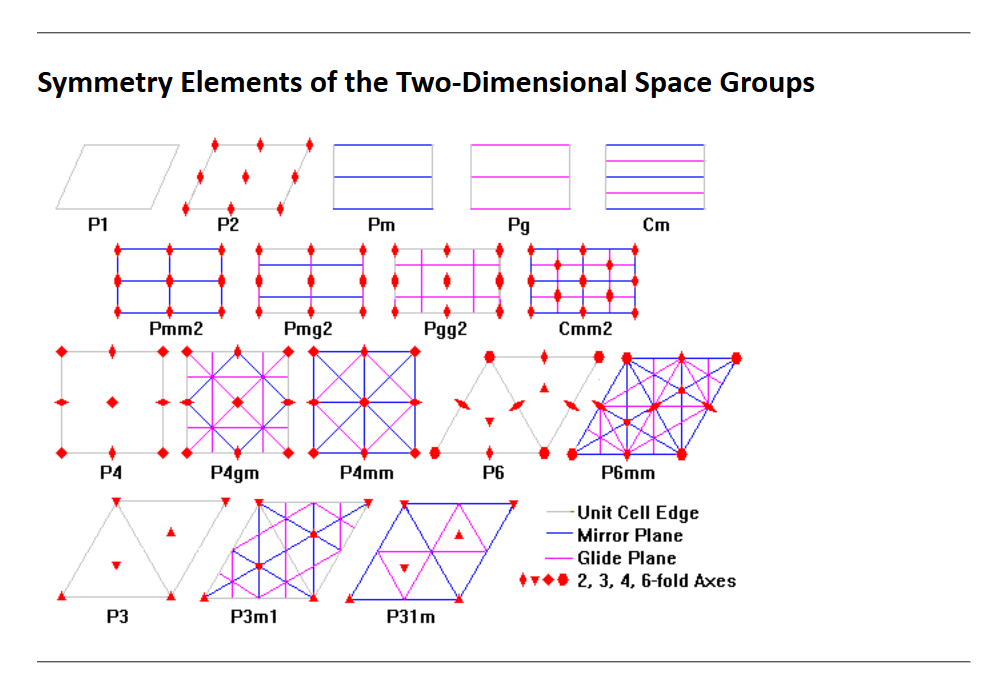 Symmetry Elements of the Two-Dimensional Space Groups
P1 P2 Pm Pg Cm
Pmm2 Pmg2 Pgg2 Cmm2
P4 P4gm P4mm P6 P6mm
Unit Cell Edge
Mirror Plane
Glide Plane
2, 3, 4, 6-fold Axes
P3 P3m1 P31m